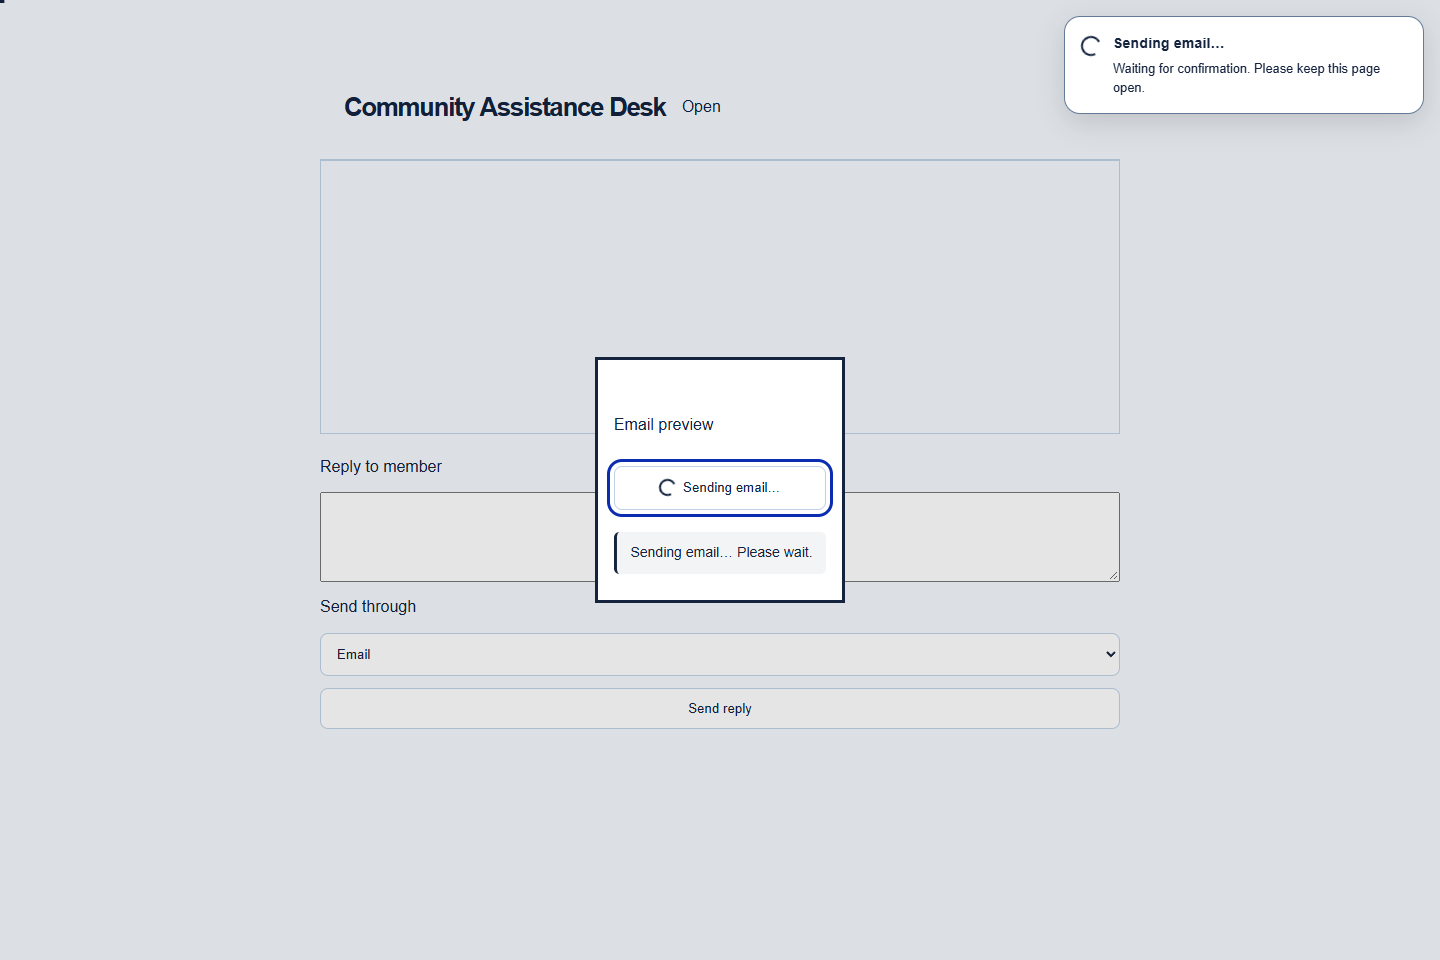 Sending email…
Waiting for confirmation. Please keep this page
open.
Community Assistance Desk Open
Email preview
Sending email…
Sending email… Please wait.
Reply to member
Send through
Email
Send reply